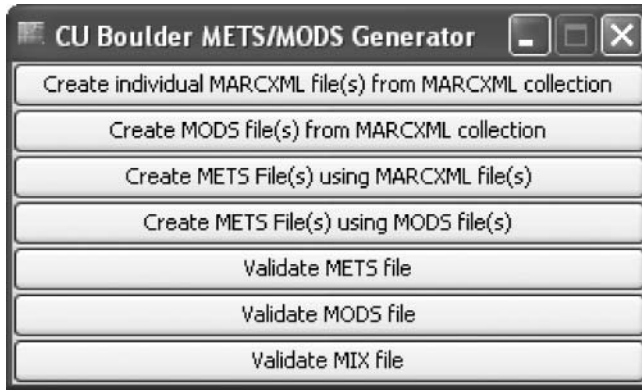 CU Boulder METS/MODS Generator
Create individual MARCXML file(s) from MARCXML collection
Create MODS file(s) from MARCXML collection
Create METS File(s) using MARCXML file(s)
Create METS File(s) using MODS file(s)
Validate METS file
Validate MODS file
Validate MIX file